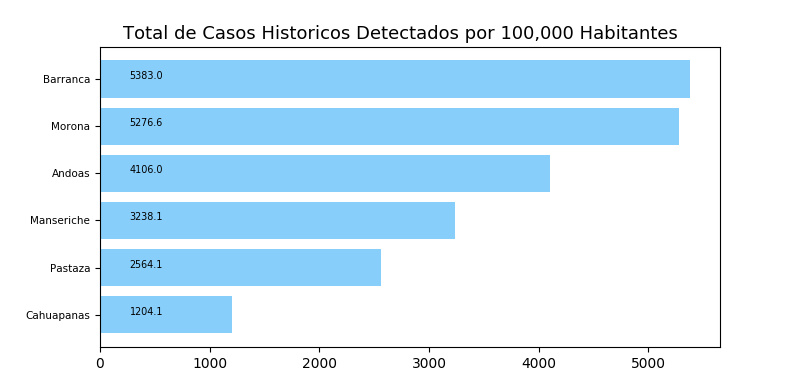 Total de Casos Historicos Detectados por 100,000 Habitantes
Barranca 5383.0
Morona 5276.6
Andoas 4106.0
Manseriche 3238.1
Pastaza 2564.1
Cahuapanas 1204.1
0 1000 2000 3000 4000 5000